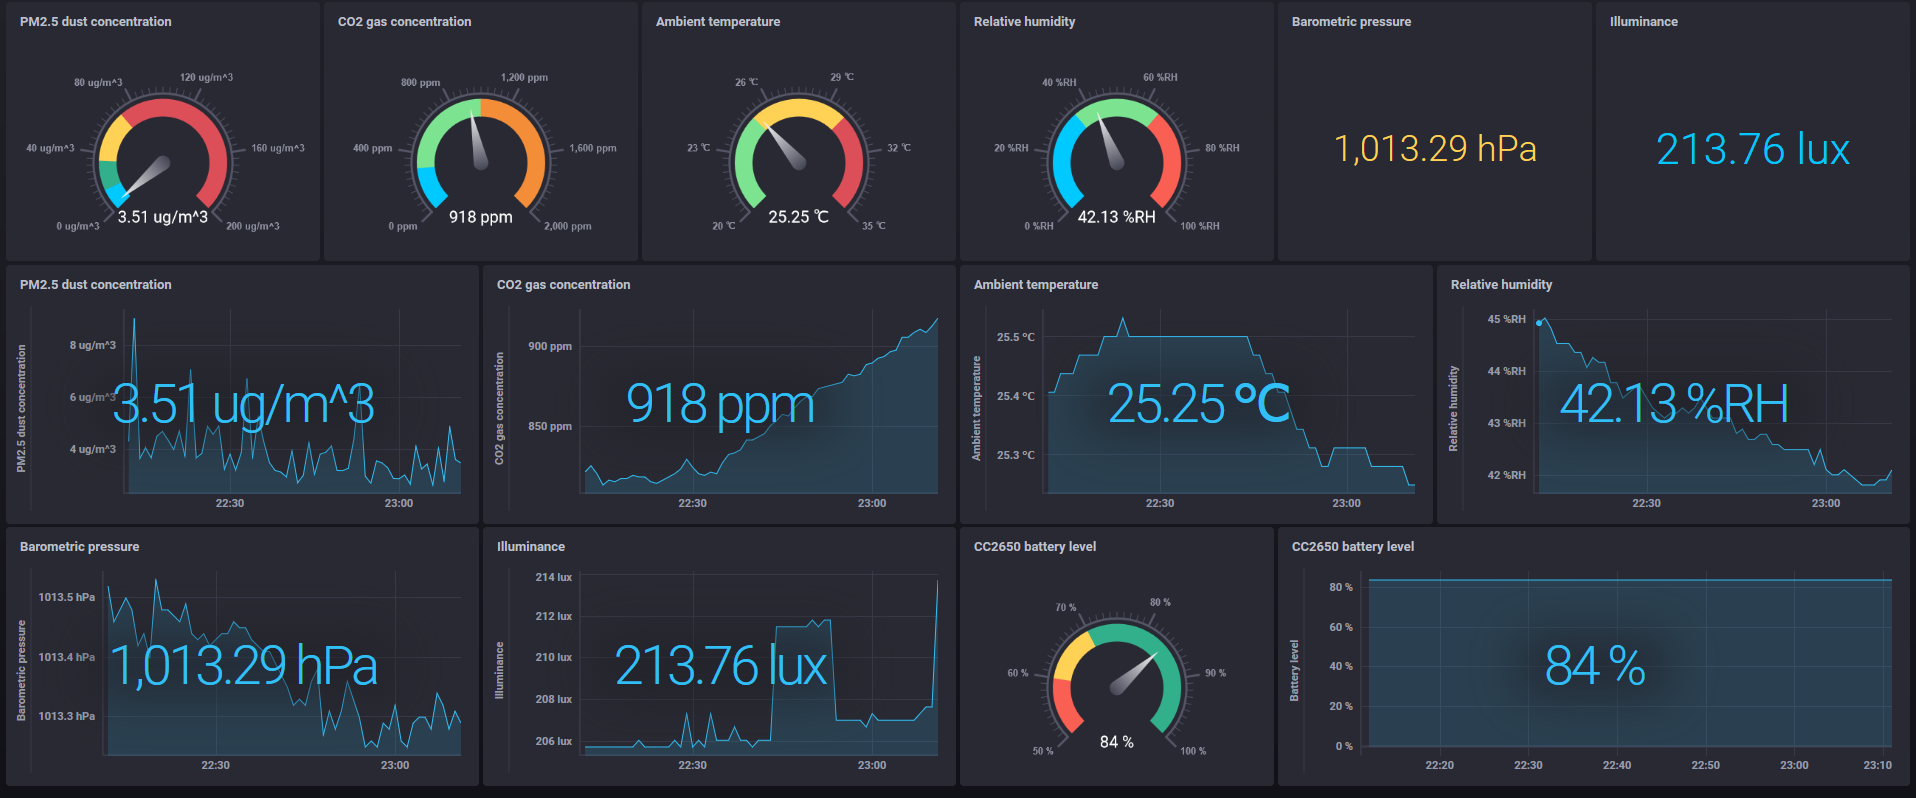 PM2.5 dust concentration
80 ug/m^3
120 ug/m^3
40 ug/m^3
160 ug/m^3
0 ug/m^3
3.51 ug/m^3
200 ug/m^3
CO2 gas concentration
800 ppm
1,200 ppm
400 ppm
1,600 ppm
0 ppm
918 ppm
2,000 ppm
Ambient temperature
26 ℃
29 ℃
23 ℃
32 ℃
20 ℃
25.25 ℃
35 ℃
Relative humidity
40 %RH
60 %RH
20 %RH
80 %RH
0 %RH
42.13 %RH
100 %RH
Barometric pressure
1,013.29 hPa
Illuminance
213.76 lux
PM2.5 dust concentration
PM2.5 dust concentration
8 ug/m^3
6 ug/m^3
4 ug/m^3
3.51 ug/m^3
22:30
23:00
CO2 gas concentration
CO2 gas concentration
900 ppm
850 ppm
918 ppm
22:30
23:00
Ambient temperature
Ambient temperature
25.5 ℃
25.4 ℃
25.3 ℃
25.25 ℃
22:30
23:00
Relative humidity
Relative humidity
45 %RH
44 %RH
43 %RH
42 %RH
42.13 %RH
22:30
23:00
Barometric pressure
Barometric pressure
1013.5 hPa
1013.4 hPa
1013.3 hPa
1,013.29 hPa
22:30
23:00
Illuminance
Illuminance
214 lux
212 lux
210 lux
208 lux
206 lux
213.76 lux
22:30
23:00
CC2650 battery level
70 %
80 %
60 %
90 %
50 %
84 %
100 %
CC2650 battery level
Battery level
80 %
60 %
40 %
20 %
0 %
84 %
22:20
22:30
22:40
22:50
23:00
23:10